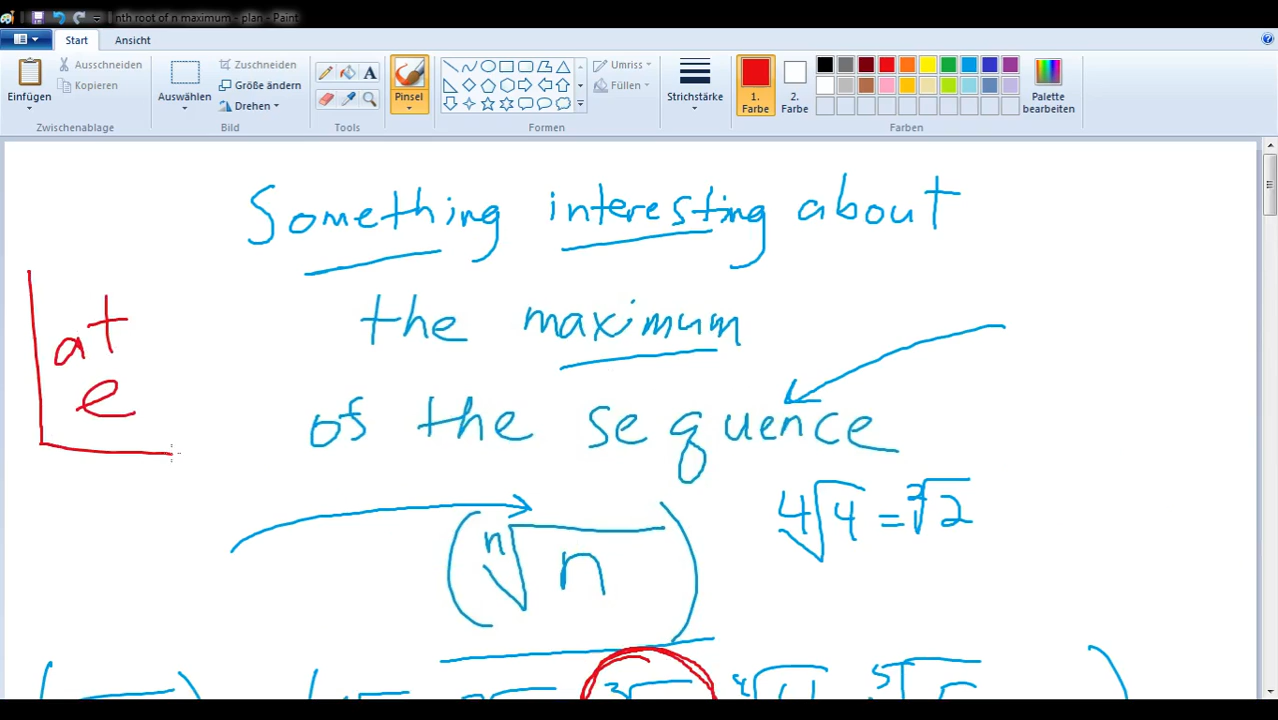 nth root of n maximum - plan - Paint
Start Ansicht
Einfügen Ausschneiden Kopieren Zwischenablage
Auswählen Zuschneiden Größe ändern Drehen Bild
A Tools
Pinsel
Umriss Füllen Formen
Strichstärke
1. Farbe 2. Farbe Palette bearbeiten Farben
Something interesting about
the maximum
at
e
of the sequence
4√4 = 2√2
(n√n)